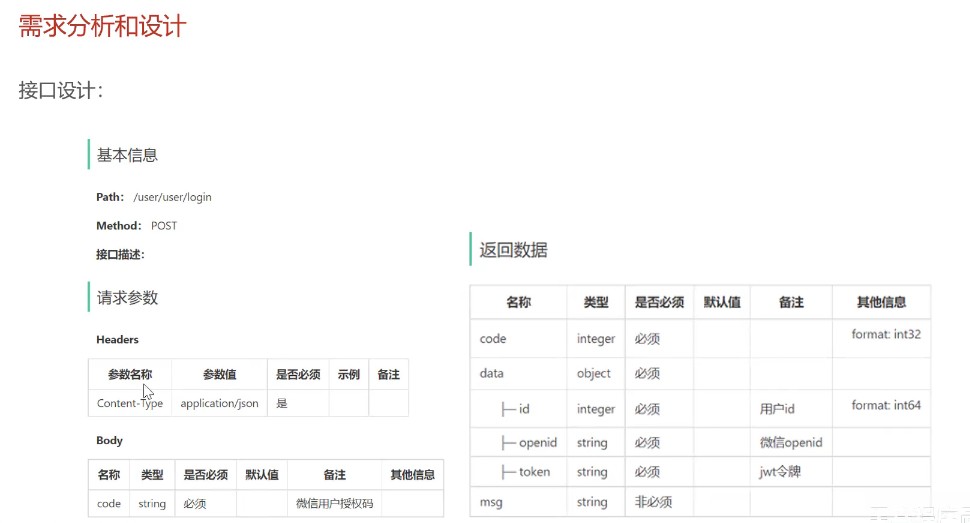 需求分析和设计
接口设计：
基本信息
Path： /user/user/login
Method： POST
接口描述：
请求参数
Headers
参数名称 参数值 是否必须 示例 备注
Content-Type application/json 是
Body
名称 类型 是否必须 默认值 备注 其他信息
code string 必须 微信用户授权码
返回数据
名称 类型 是否必须 默认值 备注 其他信息
code integer 必须 format: int32
data object 必须
├─ id integer 必须 用户id format: int64
├─ openid string 必须 微信openid
├─ token string 必须 jwt令牌
msg string 非必须